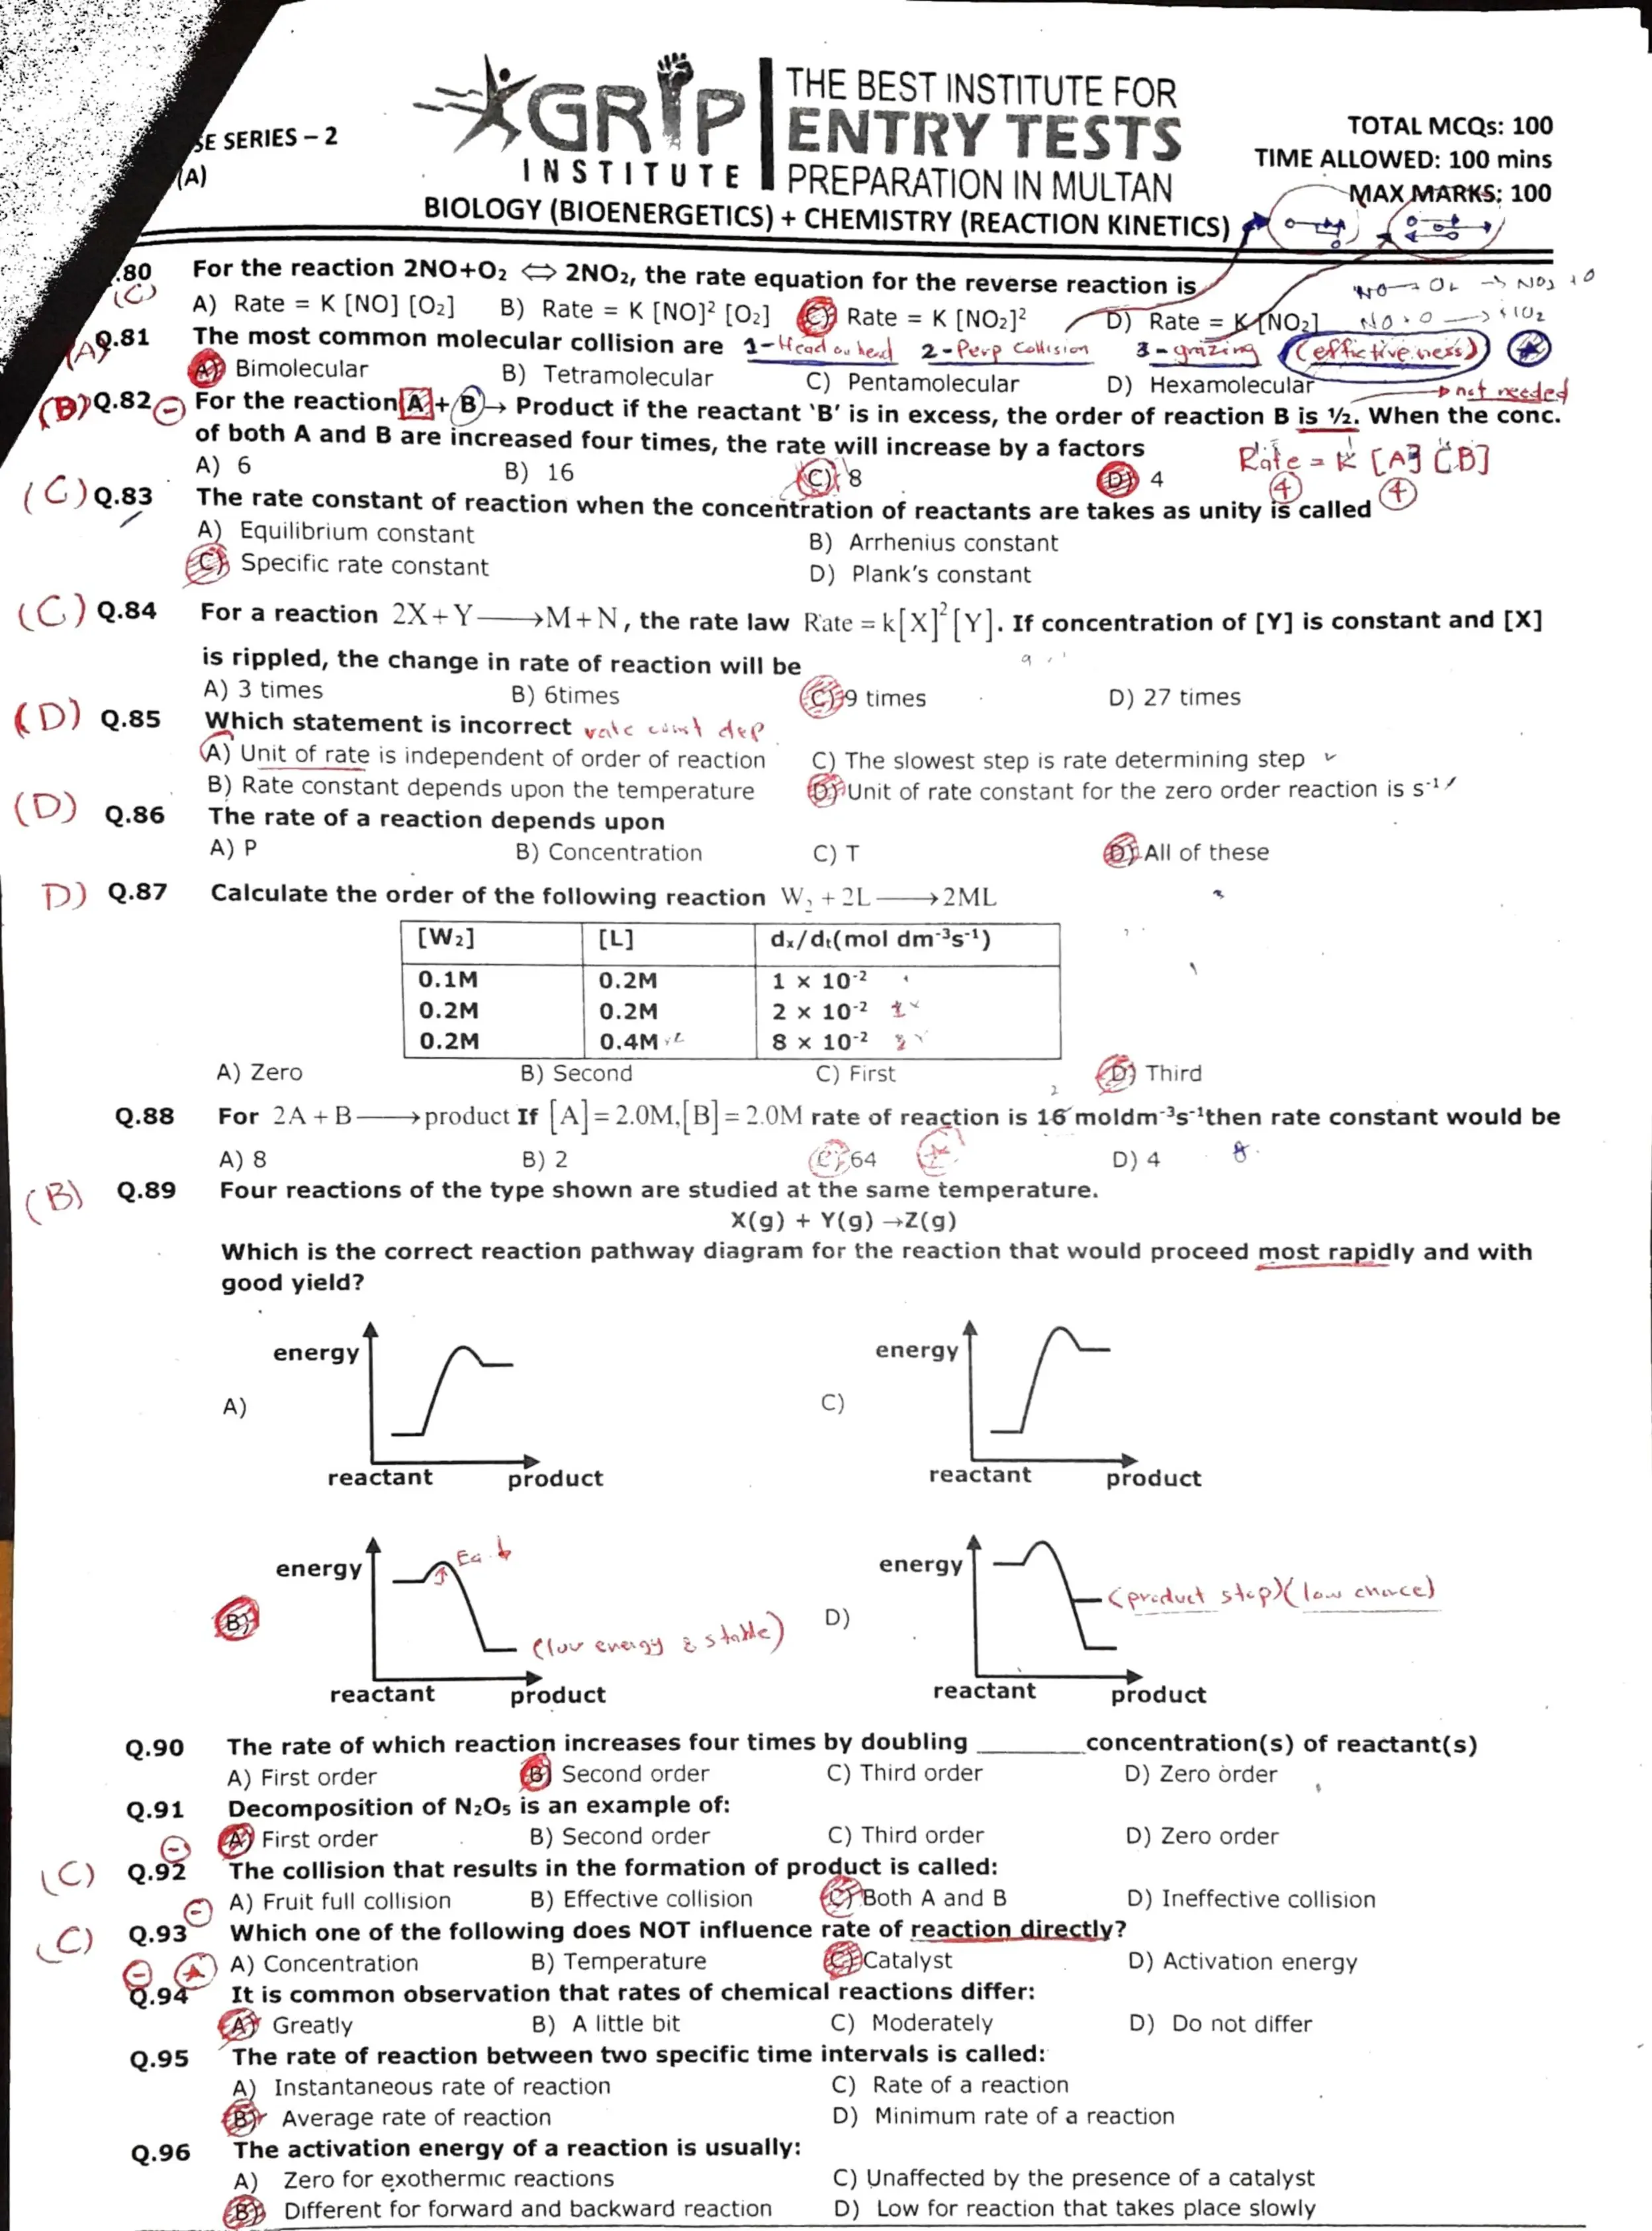 SE SERIES – 2
(A)
GRIP
INSTITUTE
THE BEST INSTITUTE FOR
ENTRY TESTS
PREPARATION IN MULTAN
TOTAL MCQs: 100
TIME ALLOWED: 100 mins
MAX MARKS: 100
BIOLOGY (BIOENERGETICS) + CHEMISTRY (REACTION KINETICS)
.80 For the reaction 2NO+O₂ ⇔ 2NO₂, the rate equation for the reverse reaction is
(C)
A) Rate = K [NO] [O₂] B) Rate = K [NO]² [O₂] C) Rate = K [NO₂]² D) Rate = K [NO₂]
(A) Q.81 The most common molecular collision are 1-Head on head 2-Perp Collision 3-grazing (effictiveness)
A) Bimolecular B) Tetramolecular C) Pentamolecular D) Hexamolecular
not needed
(B) Q.82 For the reaction A + B → Product if the reactant ‘B’ is in excess, the order of reaction B is ½. When the conc.
of both A and B are increased four times, the rate will increase by a factors
Rate = K [A] [B]
A) 6 B) 16 C) 8 D) 4
(4) (4)
(C) Q.83 The rate constant of reaction when the concentration of reactants are takes as unity is called
A) Equilibrium constant B) Arrhenius constant
C) Specific rate constant D) Plank’s constant
(C) Q.84 For a reaction 2X+Y⟶M+N, the rate law Rate = k[X]²[Y]. If concentration of [Y] is constant and [X]
is rippled, the change in rate of reaction will be
A) 3 times B) 6times C) 9 times D) 27 times
(D) Q.85 Which statement is incorrect rate const dep
A) Unit of rate is independent of order of reaction C) The slowest step is rate determining step
B) Rate constant depends upon the temperature D) Unit of rate constant for the zero order reaction is s⁻¹
(D) Q.86 The rate of a reaction depends upon
A) P B) Concentration C) T D) All of these
D) Q.87 Calculate the order of the following reaction W₂ + 2L⟶2ML
[W₂] [L] dₓ/dₜ(mol dm⁻³s⁻¹)
0.1M 0.2M 1 × 10⁻²
0.2M 0.2M 2 × 10⁻²
0.2M 0.4M 8 × 10⁻²
A) Zero B) Second C) First D) Third
Q.88 For 2A + B⟶product If [A] = 2.0M,[B] = 2.0M rate of reaction is 16 moldm⁻³s⁻¹then rate constant would be
A) 8 B) 2 C) 64 D) 4
(B) Q.89 Four reactions of the type shown are studied at the same temperature.
X(g) + Y(g) →Z(g)
Which is the correct reaction pathway diagram for the reaction that would proceed most rapidly and with
good yield?
energy energy
A) C)
reactant product reactant product
Ea ↓
energy energy
(product step)(low chance)
B) D)
(low energy & stable)
reactant product reactant product
Q.90 The rate of which reaction increases four times by doubling ________concentration(s) of reactant(s)
A) First order B) Second order C) Third order D) Zero order
Q.91 Decomposition of N₂O₅ is an example of:
A) First order B) Second order C) Third order D) Zero order
(C) Q.92 The collision that results in the formation of product is called:
A) Fruit full collision B) Effective collision C) Both A and B D) Ineffective collision
(C) Q.93 Which one of the following does NOT influence rate of reaction directly?
A) Concentration B) Temperature C) Catalyst D) Activation energy
Q.94 It is common observation that rates of chemical reactions differ:
A) Greatly B) A little bit C) Moderately D) Do not differ
Q.95 The rate of reaction between two specific time intervals is called:
A) Instantaneous rate of reaction C) Rate of a reaction
B) Average rate of reaction D) Minimum rate of a reaction
Q.96 The activation energy of a reaction is usually:
A) Zero for exothermic reactions C) Unaffected by the presence of a catalyst
B) Different for forward and backward reaction D) Low for reaction that takes place slowly